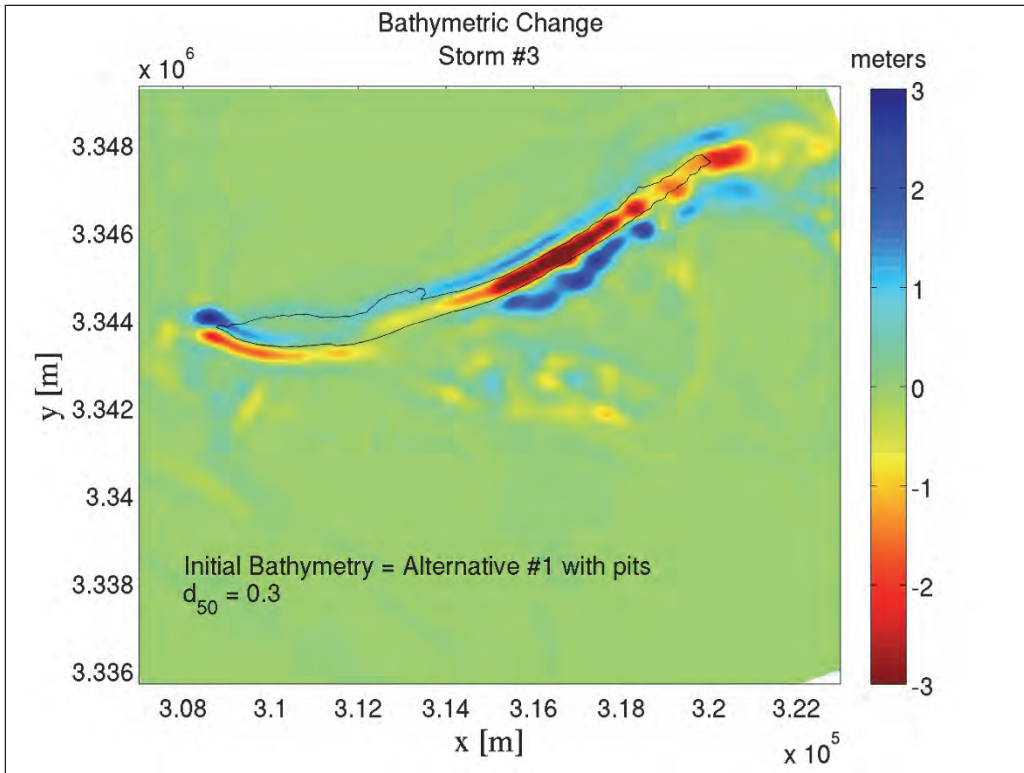 Bathymetric Change
Storm #3
x 10^6
meters
3.348
3.346
3.344
3.342
3.34
3.338
3.336
y [m]
3
2
1
0
-1
-2
-3
Initial Bathymetry = Alternative #1 with pits
d_50 = 0.3
3.08 3.1 3.12 3.14 3.16 3.18 3.2 3.22
x [m]
x 10^5